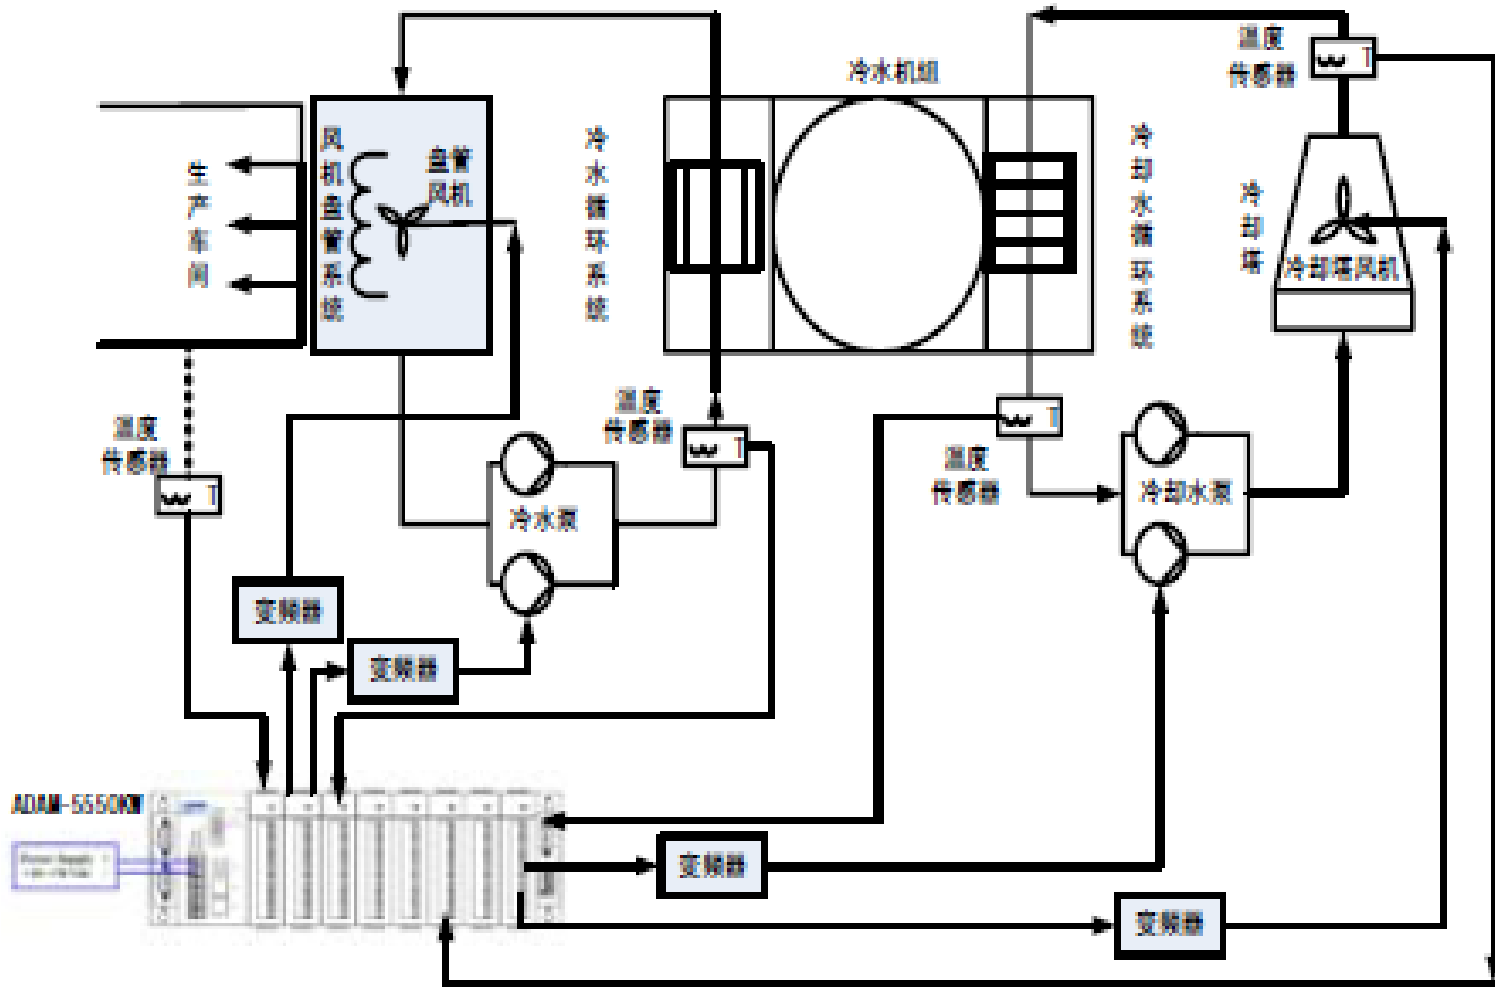 温度
传感器
T
冷水机组
生产车间
风机盘管系统
盘管
风机
冷水循环系统
冷却水循环系统
冷却塔
冷却塔风机
温度
传感器
T
温度
传感器
T
温度
传感器
T
冷水泵
冷却水泵
变频器
变频器
ADAM-5550KW
变频器
变频器